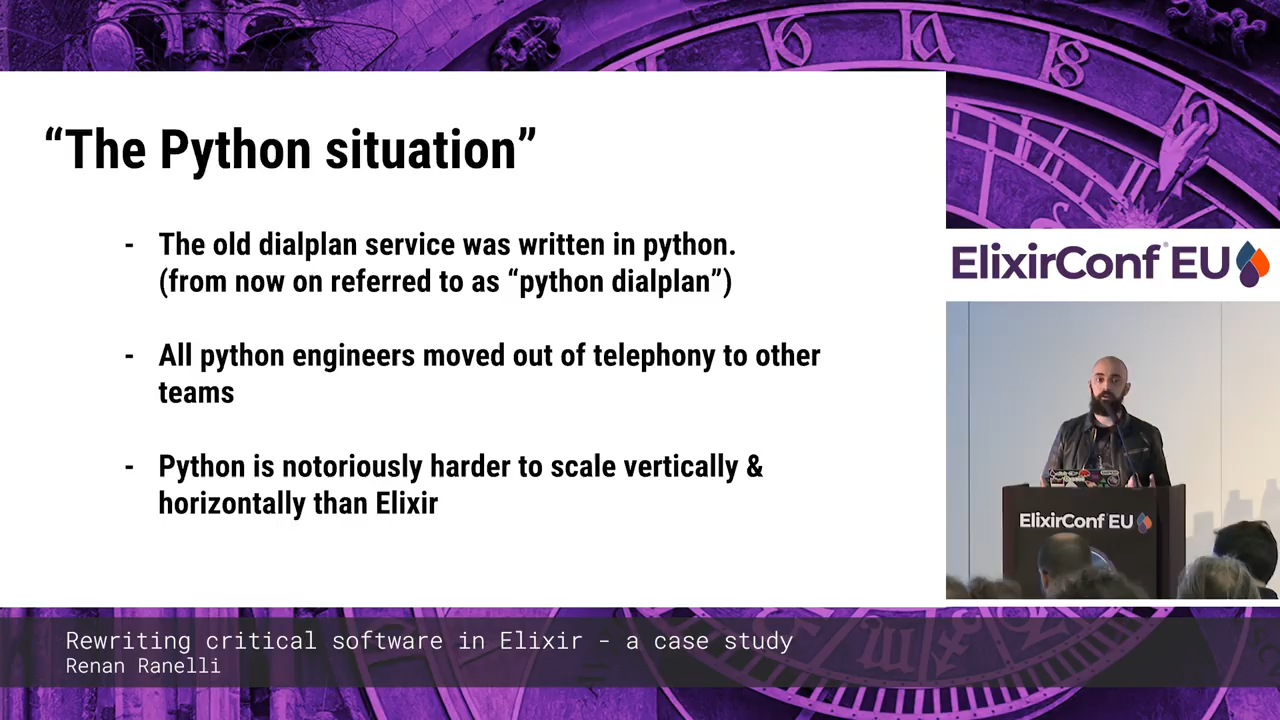 “The Python situation”
- The old dialplan service was written in python.
(from now on referred to as “python dialplan”)
- All python engineers moved out of telephony to other
teams
- Python is notoriously harder to scale vertically &
horizontally than Elixir
ElixirConf® EU
ElixirConf EU
Rewriting critical software in Elixir - a case study
Renan Ranelli